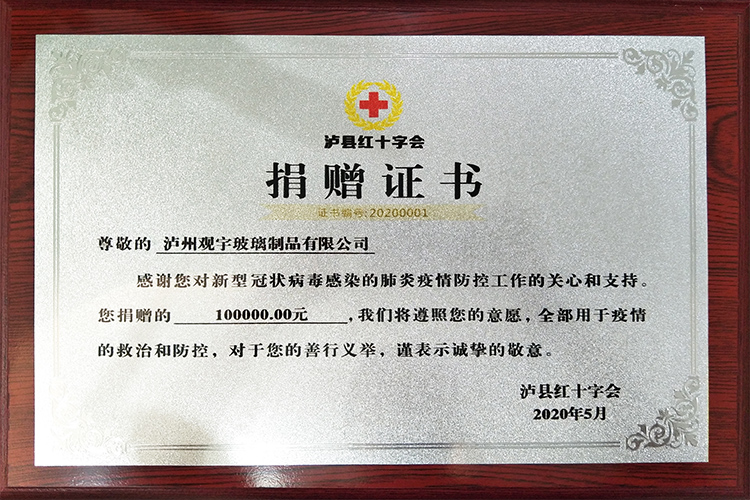 泸县红十字会
捐赠证书
证书编号:20200001
尊敬的 泸州观宇玻璃制品有限公司
感谢您对新型冠状病毒感染的肺炎疫情防控工作的关心和支持。
您捐赠的 100000.00元 ,我们将遵照您的意愿,全部用于疫情
的救治和防控,对于您的善行义举,谨表示诚挚的敬意。
泸县红十字会
2020年5月